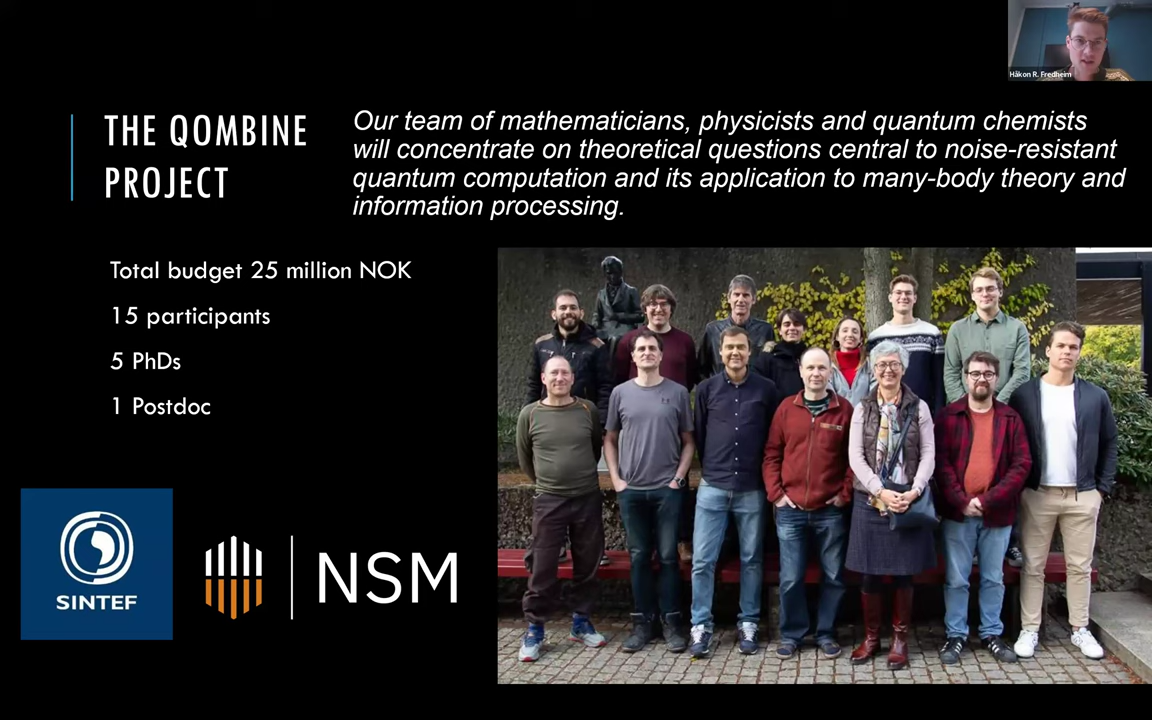 Håkon R. Fredheim
THE QOMBINE
PROJECT
Our team of mathematicians, physicists and quantum chemists
will concentrate on theoretical questions central to noise-resistant
quantum computation and its application to many-body theory and
information processing.
Total budget 25 million NOK
15 participants
5 PhDs
1 Postdoc
SINTEF
NSM